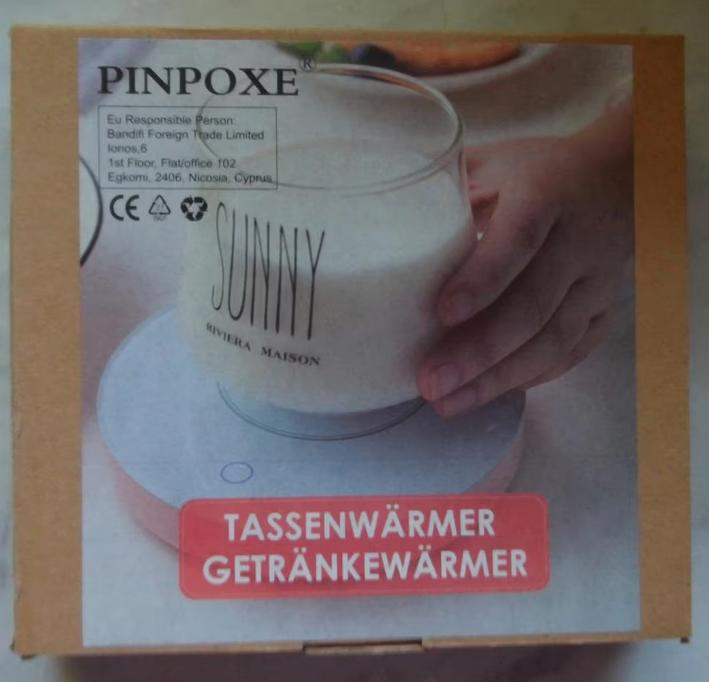 PINPOXE®
Eu Responsible Person:
Bandifi Foreign Trade Limited
Ionos,6
1st Floor, Flat/office 102
Egkomi, 2406, Nicosia, Cyprus
CE
SUNNY
RIVIERA MAISON
TASSENWÄRMER
GETRÄNKEWÄRMER